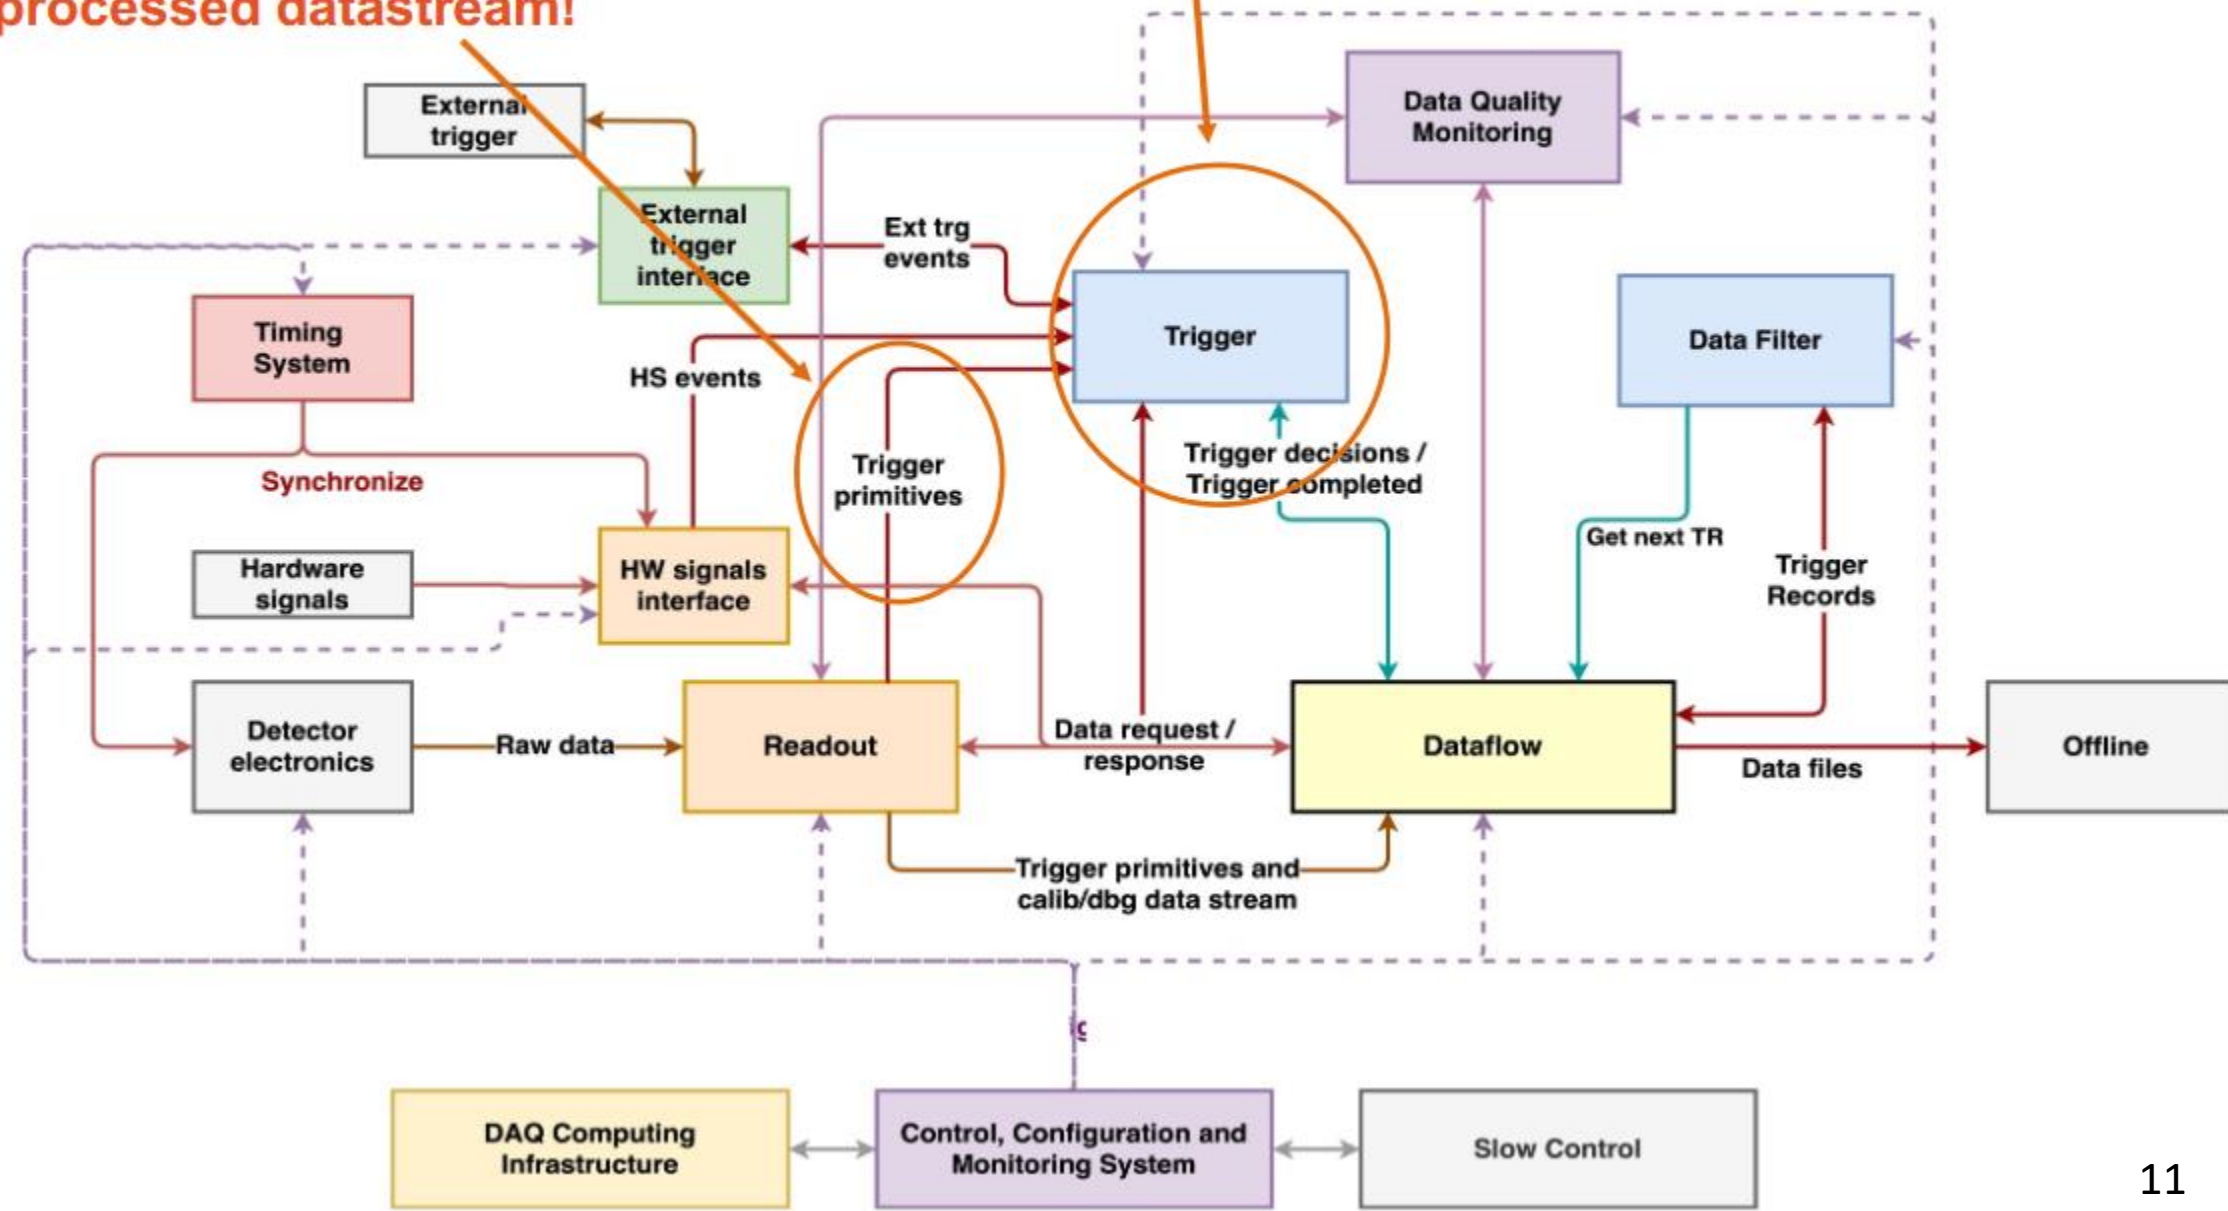 processed datastream!
External
trigger
Data Quality
Monitoring
External
trigger
interface
Ext trg
events
Timing
System
Trigger
Data Filter
HS events
Synchronize
Trigger
primitives
Trigger decisions /
Trigger completed
Get next TR
Hardware
signals
HW signals
interface
Trigger
Records
Detector
electronics
Raw data
Readout
Data request /
response
Dataflow
Data files
Offline
Trigger primitives and
calib/dbg data stream
DAQ Computing
Infrastructure
Control, Configuration and
Monitoring System
Slow Control
11